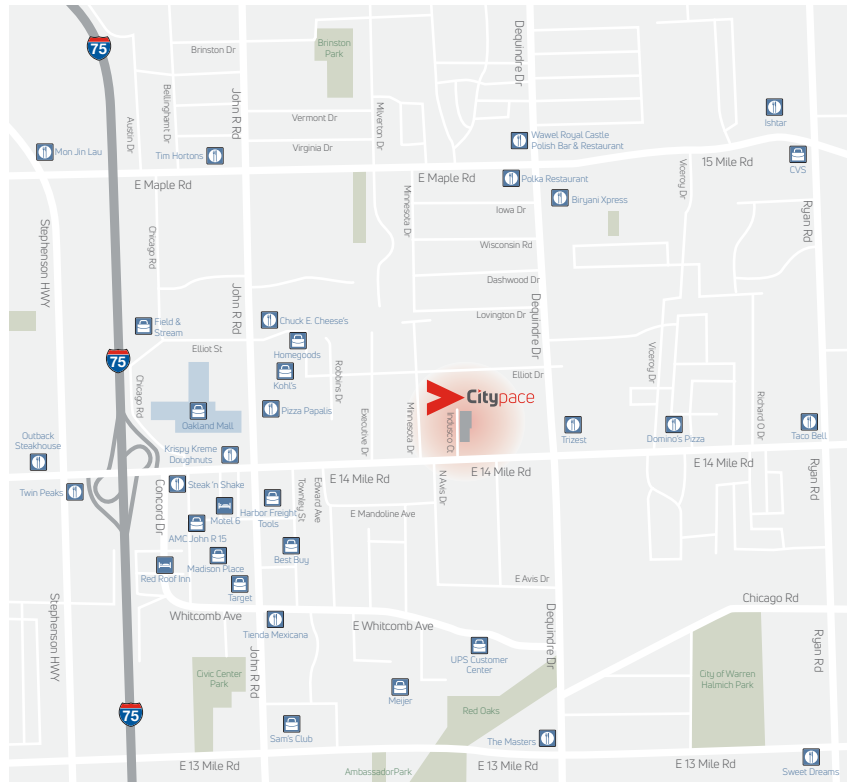 75
Brinston Dr
Brinston
Park
Dequindre Dr
John R Rd
Bellinghamt Dr
Austin Dr
Vermont Dr
Milverton Dr
Virginia Dr
Ishtar
Mon Jin Lau
Tim Hortons
Wawel Royal Castle
Polish Bar & Restaurant
15 Mile Rd
CVS
E Maple Rd
E Maple Rd
Polka Restaurant
Biryani Xpress
Viceroy Dr
Ryan Rd
Stephenson HWY
Chicago Rd
Minnesota Dr
Iowa Dr
Wisconsin Rd
Dashwood Dr
John R Rd
Dequindre Dr
Lovington Dr
Field &
Stream
Chuck E. Cheese's
Elliot St
Homegoods
75
Kohl's
Robbins Dr
Elliot Dr
Viceroy Dr
Chicago Rd
Citypace
Oakland Mall
Pizza Papalis
Executive Dr
Minnesota Dr
Indusco Ct
Richard O Dr
Trizest
Domino's Pizza
Taco Bell
Outback
Steakhouse
Krispy Kreme
Doughnuts
E 14 Mile Rd
E 14 Mile Rd
E 14 Mile Rd
Ryan Rd
Twin Peaks
Concord Dr
Steak 'n Shake
Townley St
Edward Ave
N Avis Dr
Motel 6
Harbor Freight
Tools
E Mandoline Ave
AMC John R 15
Madison Place
Best Buy
Red Roof Inn
Target
E Avis Dr
Chicago Rd
Stephenson HWY
Whitcomb Ave
E Whitcomb Ave
Tienda Mexicana
Dequindre Dr
Ryan Rd
John R Rd
UPS Customer
Center
Civic Center
Park
City of Warren
Halmich Park
Meijer
75
Red Oaks
Sam's Club
The Masters
E 13 Mile Rd
AmbassadorPark
E 13 Mile Rd
E 13 Mile Rd
Sweet Dreams